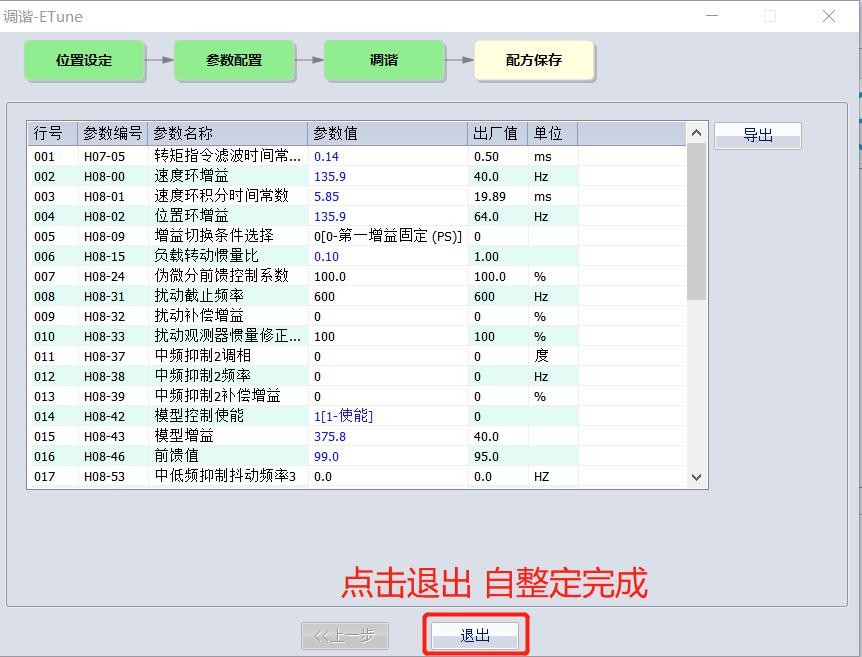 调谐-ETune
位置设定 参数配置 调谐 配方保存
行号 参数编号 参数名称 参数值 出厂值 单位
导出
001 H07-05 转矩指令滤波时间常... 0.14 0.50 ms
002 H08-00 速度环增益 135.9 40.0 Hz
003 H08-01 速度环积分时间常数 5.85 19.89 ms
004 H08-02 位置环增益 135.9 64.0 Hz
005 H08-09 增益切换条件选择 0[0-第一增益固定 (PS)] 0
006 H08-15 负载转动惯量比 0.10 1.00
007 H08-24 伪微分前馈控制系数 100.0 100.0 %
008 H08-31 扰动截止频率 600 600 Hz
009 H08-32 扰动补偿增益 0 0 %
010 H08-33 扰动观测器惯量修正... 100 100 %
011 H08-37 中频抑制2调相 0 0 度
012 H08-38 中频抑制2频率 0 0 Hz
013 H08-39 中频抑制2补偿增益 0 0 %
014 H08-42 模型控制使能 1[1-使能] 0
015 H08-43 模型增益 375.8 40.0
016 H08-46 前馈值 99.0 95.0
017 H08-53 中低频抑制抖动频率3 0.0 0.0 HZ
点击退出 自整定完成
<<上一步 退出